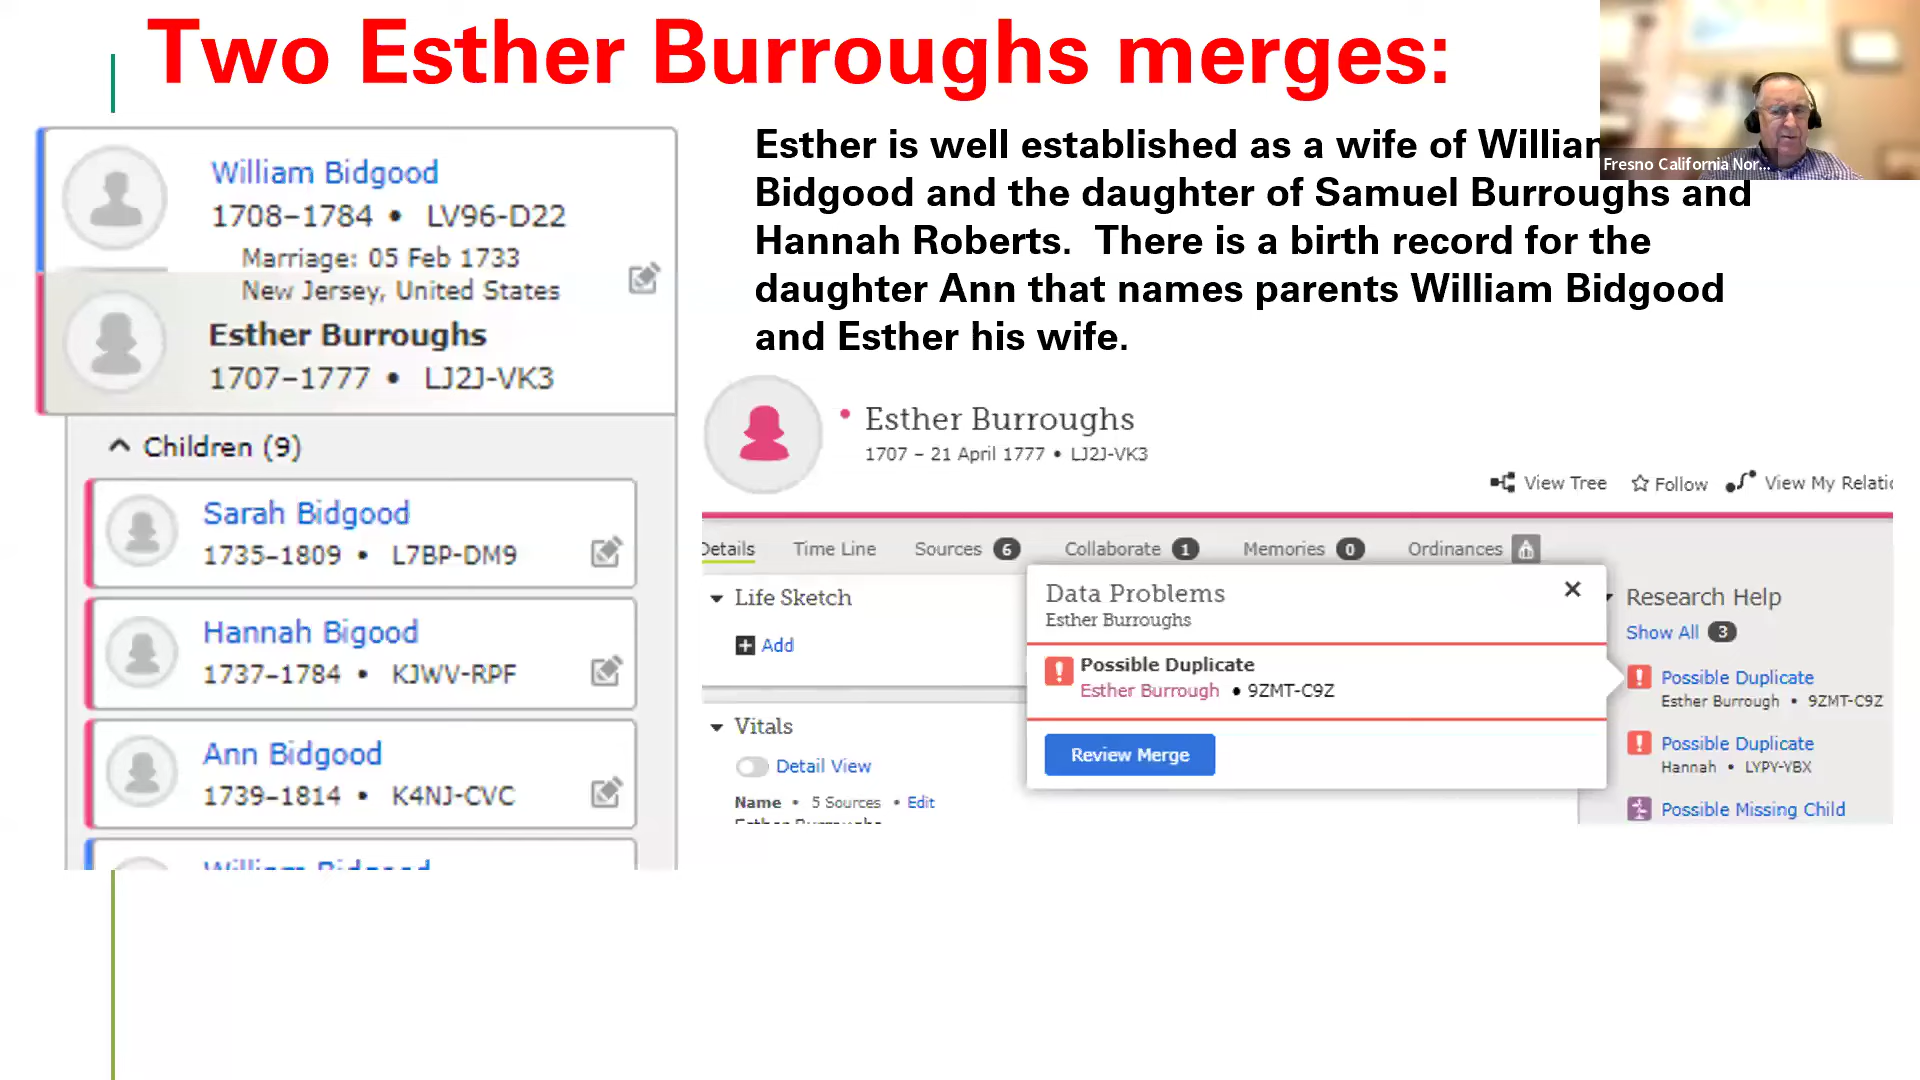 Two Esther Burroughs merges:
Fresno California Nor...
William Bidgood
1708–1784 • LV96-D22
Marriage: 05 Feb 1733
New Jersey, United States
Esther Burroughs
1707–1777 • LJ2J-VK3
Children (9)
Sarah Bidgood
1735–1809 • L7BP-DM9
Hannah Bigood
1737–1784 • KJWV-RPF
Ann Bidgood
1739–1814 • K4NJ-CVC
William Bidgood
Esther is well established as a wife of William
Bidgood and the daughter of Samuel Burroughs and
Hannah Roberts. There is a birth record for the
daughter Ann that names parents William Bidgood
and Esther his wife.
Esther Burroughs
1707 – 21 April 1777 • LJ2J-VK3
View Tree Follow View My Relatic
Details Time Line Sources 6 Collaborate 1 Memories 0 Ordinances
Life Sketch
Add
Vitals
Detail View
Name • 5 Sources • Edit
Esther Burroughs
Data Problems
Esther Burroughs
Possible Duplicate
Esther Burrough • 9ZMT-C9Z
Review Merge
Research Help
Show All 3
Possible Duplicate
Esther Burrough • 9ZMT-C9Z
Possible Duplicate
Hannah • LYPY-VBX
Possible Missing Child